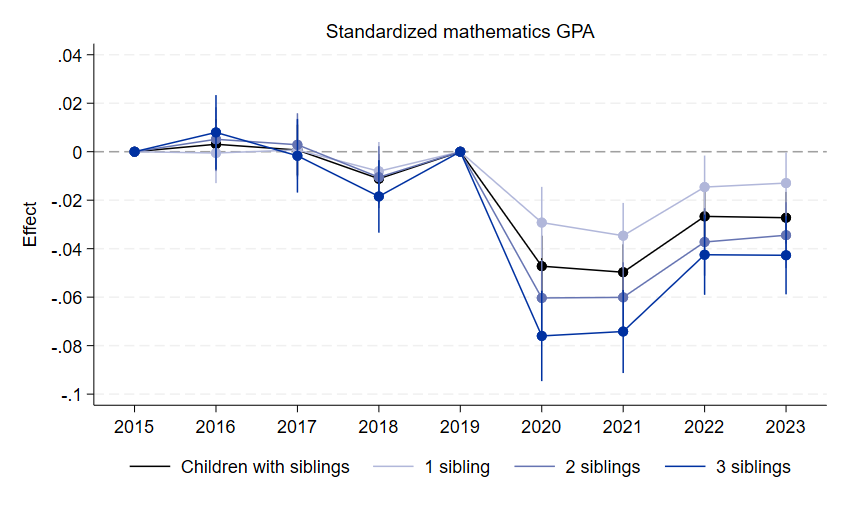 Standardized mathematics GPA
.04
.02
0
-.02
-.04
-.06
-.08
-.1
Effect
2015 2016 2017 2018 2019 2020 2021 2022 2023
Children with siblings 1 sibling 2 siblings 3 siblings